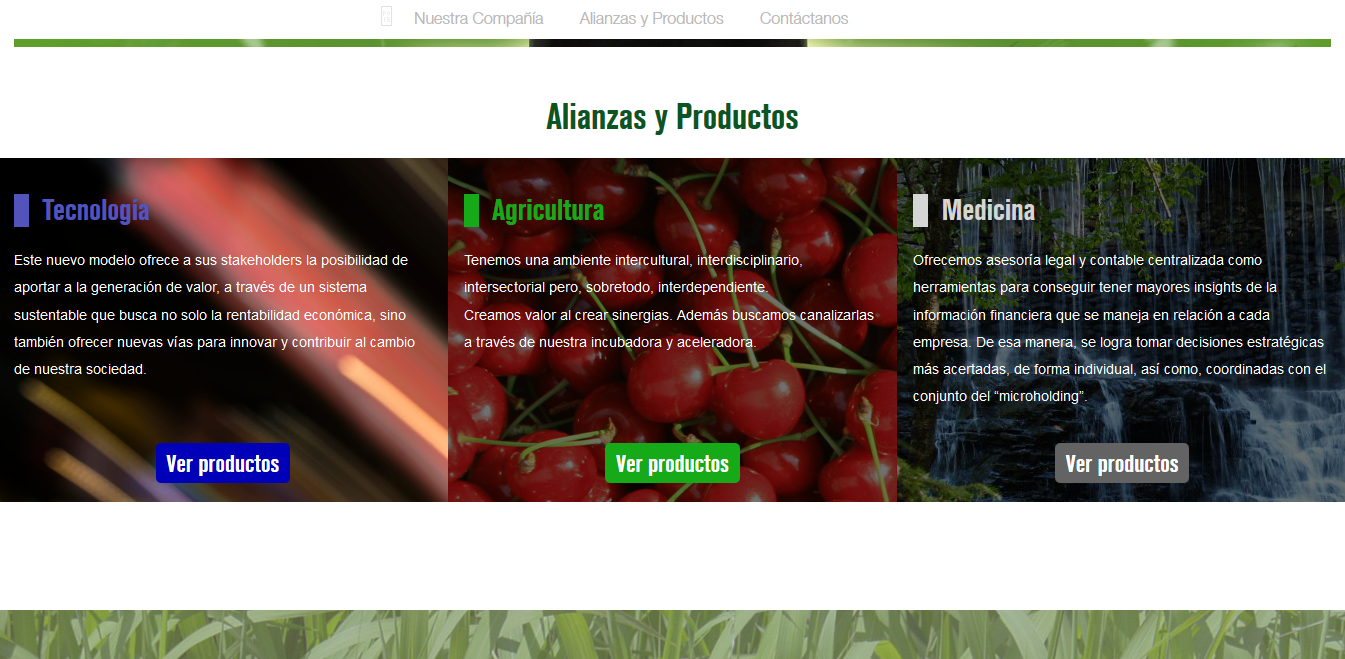 Nuestra Compañía Alianzas y Productos Contáctanos
Alianzas y Productos
Tecnología
Este nuevo modelo ofrece a sus stakeholders la posibilidad de
aportar a la generación de valor, a través de un sistema
sustentable que busca no solo la rentabilidad económica, sino
también ofrecer nuevas vías para innovar y contribuir al cambio
de nuestra sociedad.
Ver productos
Agricultura
Tenemos una ambiente intercultural, interdisciplinario,
intersectorial pero, sobretodo, interdependiente.
Creamos valor al crear sinergias. Además buscamos canalizarlas
a través de nuestra incubadora y aceleradora.
Ver productos
Medicina
Ofrecemos asesoría legal y contable centralizada como
herramientas para conseguir tener mayores insights de la
información financiera que se maneja en relación a cada
empresa. De esa manera, se logra tomar decisiones estratégicas
más acertadas, de forma individual, así como, coordinadas con el
conjunto del “microholding”.
Ver productos